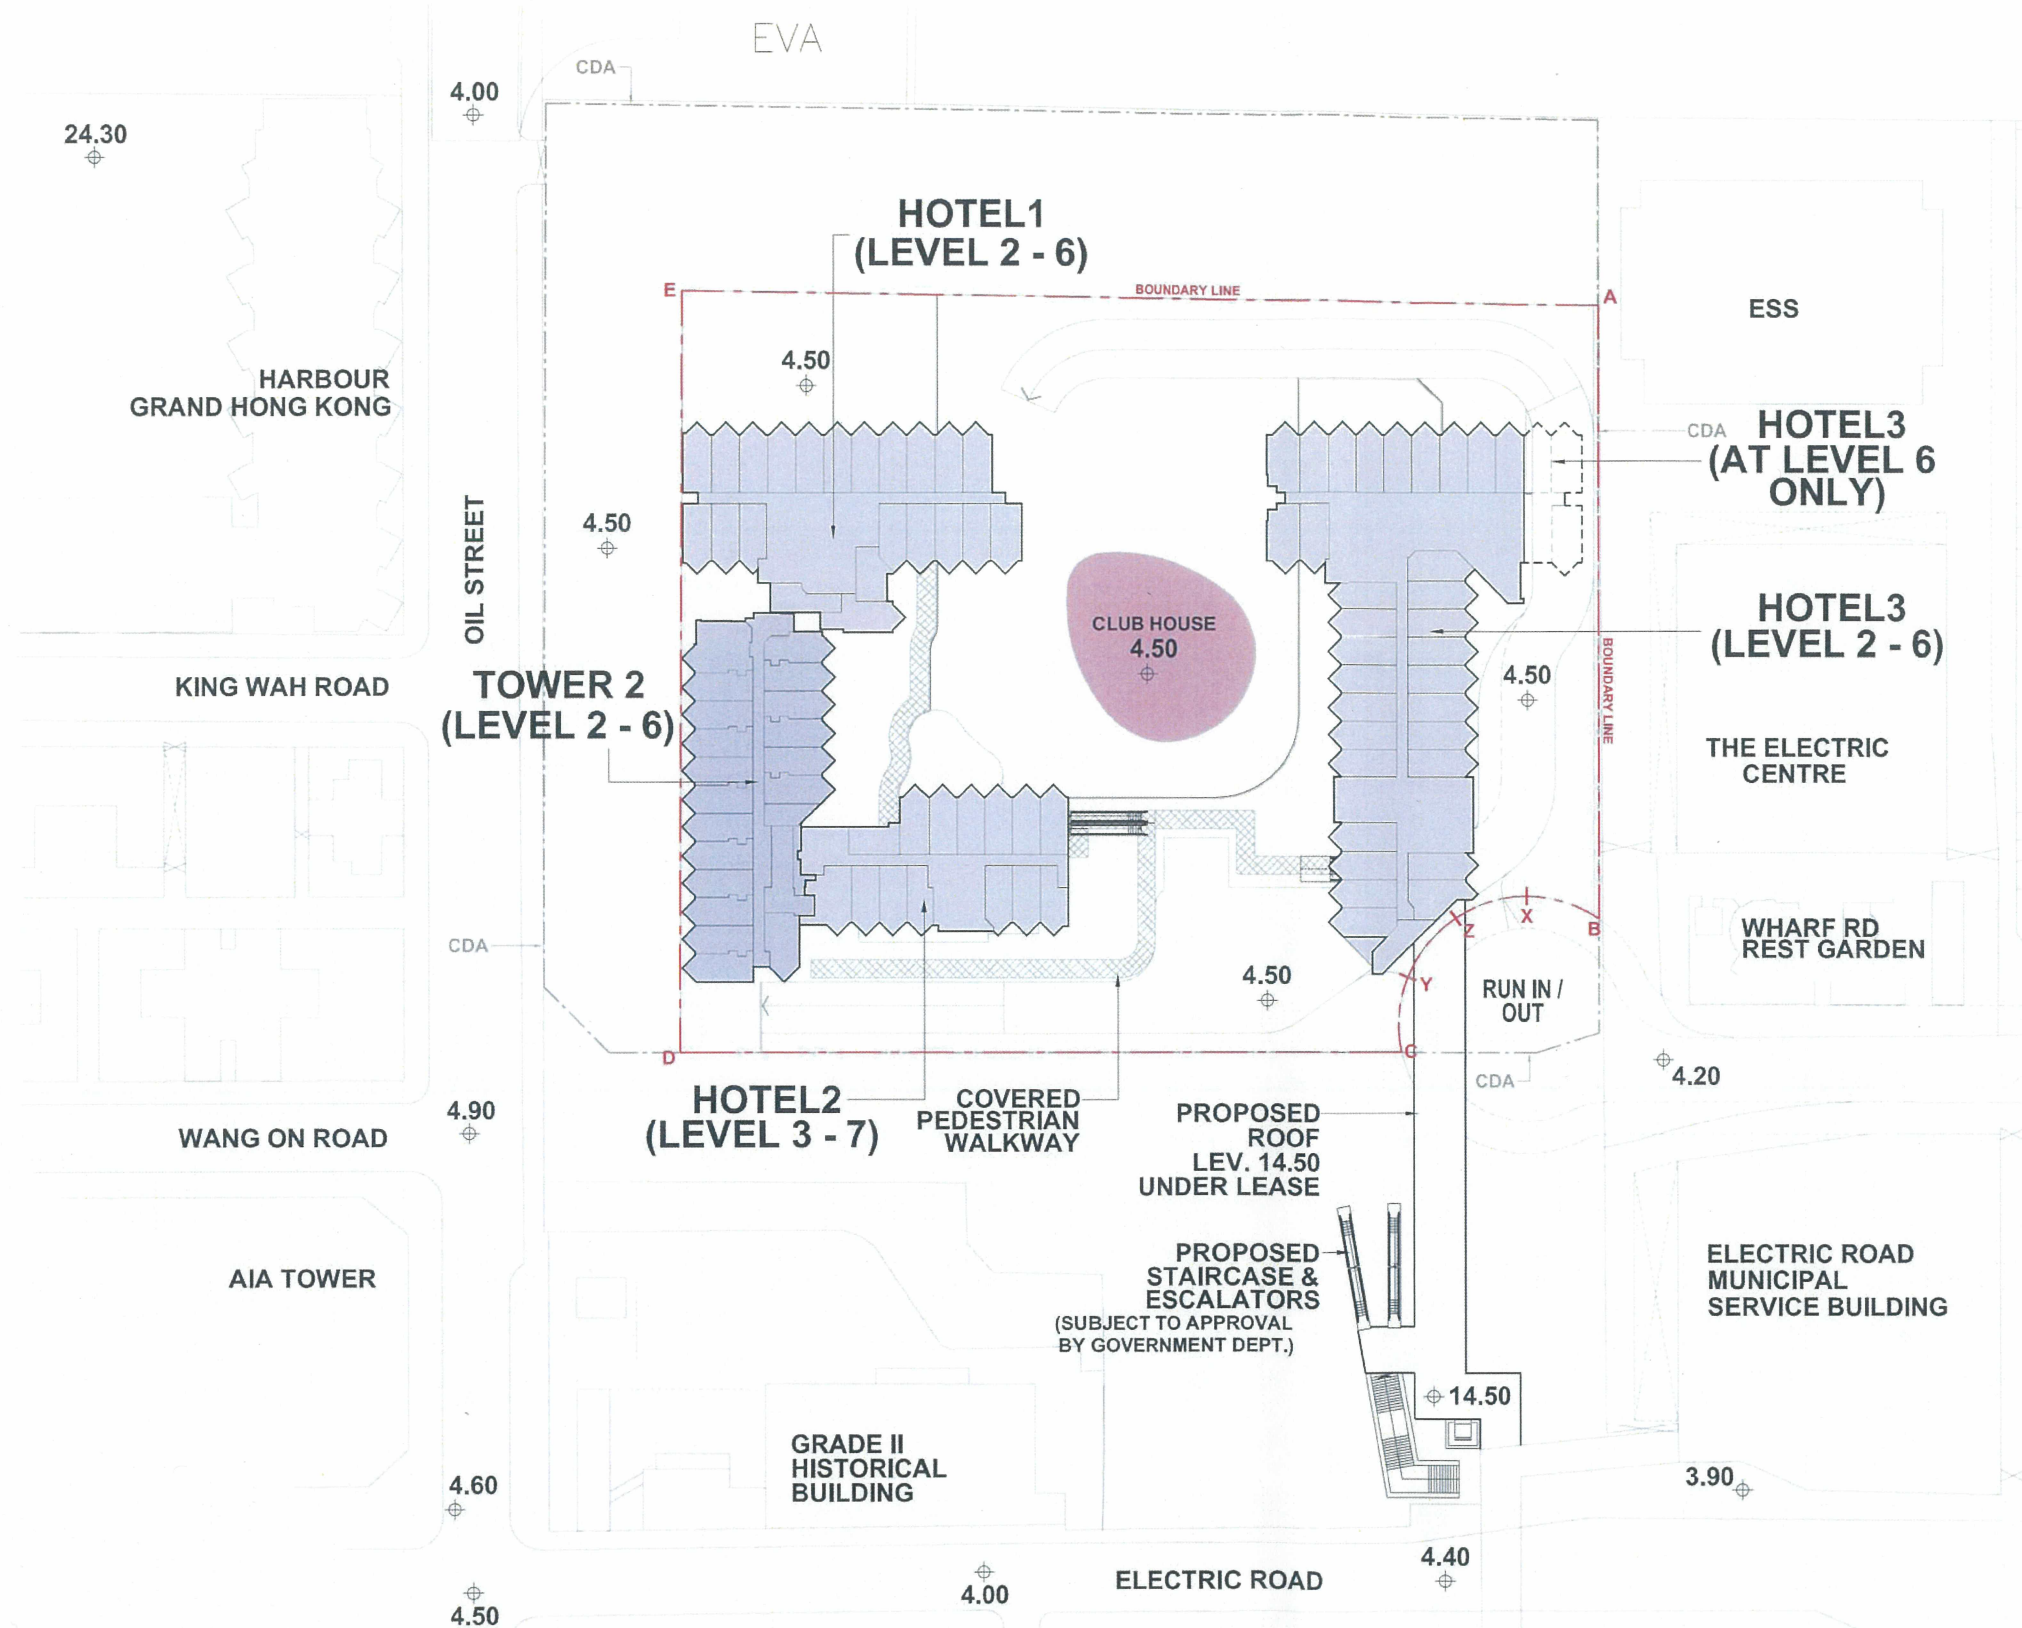 EVA
CDA
4.00
24.30
HOTEL1
(LEVEL 2 - 6)
E
BOUNDARY LINE
A
ESS
4.50
HARBOUR
GRAND HONG KONG
CDA
HOTEL3
(AT LEVEL 6
ONLY)
OIL STREET
4.50
CLUB HOUSE
4.50
HOTEL3
(LEVEL 2 - 6)
BOUNDARY LINE
4.50
KING WAH ROAD
TOWER 2
(LEVEL 2 - 6)
THE ELECTRIC
CENTRE
CDA
X
Z
B
WHARF RD
REST GARDEN
4.50
Y
RUN IN /
OUT
D
C
CDA
4.20
HOTEL2
(LEVEL 3 - 7)
COVERED
PEDESTRIAN
WALKWAY
4.90
WANG ON ROAD
PROPOSED
ROOF
LEV. 14.50
UNDER LEASE
AIA TOWER
PROPOSED
STAIRCASE &
ESCALATORS
(SUBJECT TO APPROVAL
BY GOVERNMENT DEPT.)
ELECTRIC ROAD
MUNICIPAL
SERVICE BUILDING
14.50
GRADE II
HISTORICAL
BUILDING
4.60
3.90
4.40
4.00
ELECTRIC ROAD
4.50